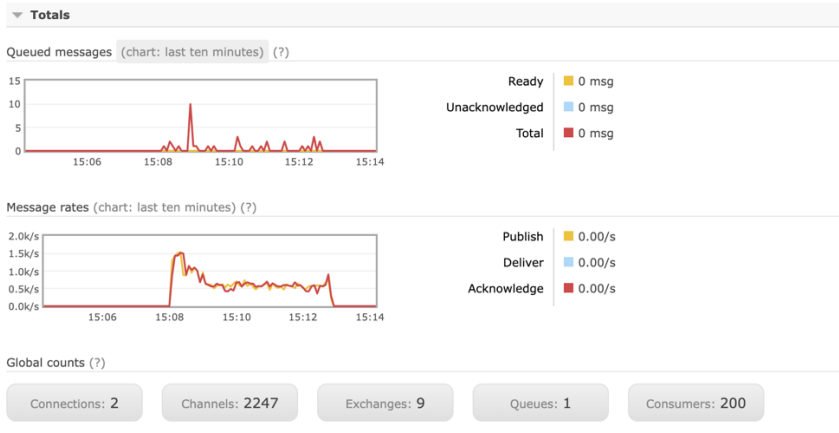 Totals
Queued messages (chart: last ten minutes) (?)
15
10
5
0
15:06 15:08 15:10 15:12 15:14
Ready 0 msg
Unacknowledged 0 msg
Total 0 msg
Message rates (chart: last ten minutes) (?)
2.0k/s
1.5k/s
1.0k/s
0.5k/s
0.0k/s
15:06 15:08 15:10 15:12 15:14
Publish 0.00/s
Deliver 0.00/s
Acknowledge 0.00/s
Global counts (?)
Connections: 2 Channels: 2247 Exchanges: 9 Queues: 1 Consumers: 200